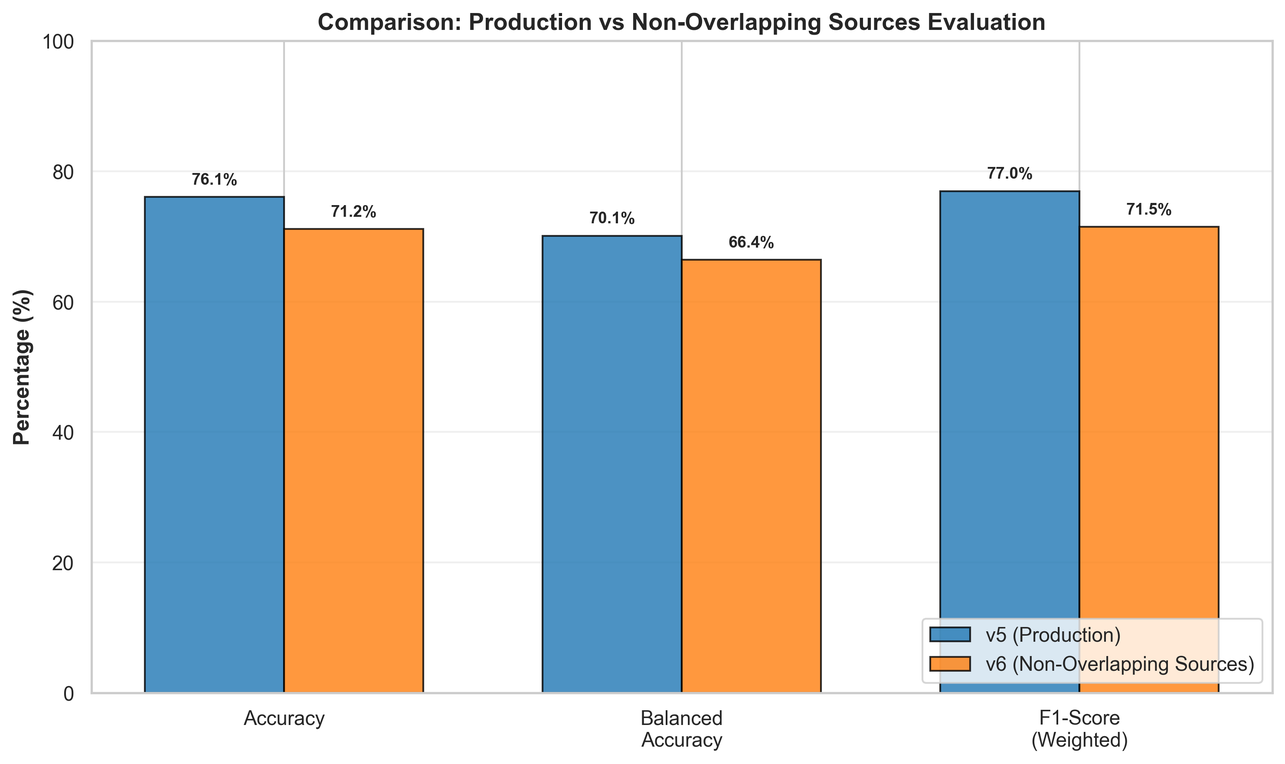 Comparison: Production vs Non-Overlapping Sources Evaluation
Percentage (%)
100
80
60
40
20
0
76.1%
71.2%
70.1%
66.4%
77.0%
71.5%
v5 (Production)
v6 (Non-Overlapping Sources)
Accuracy
Balanced
Accuracy
F1-Score
(Weighted)